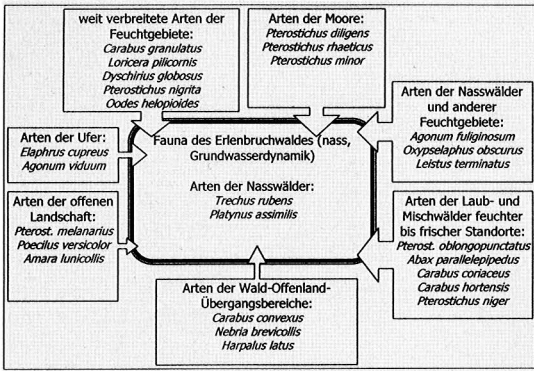 weit verbreitete Arten der
Feuchtgebiete:
Carabus granulatus
Loricera pilicornis
Dyschirius globosus
Pterostichus nigrita
Oodes helopioides
Arten der Moore:
Pterostichus diligens
Pterostichus rhaeticus
Pterostichus minor
Arten der Nasswälder
und anderer
Feuchtgebiete:
Agonum fuliginosum
Oxypselaphus obscurus
Leistus terminatus
Arten der Ufer:
Elaphrus cupreus
Agonum viduum
Fauna des Erlenbruchwaldes (nass,
Grundwasserdynamik)
Arten der Nasswälder:
Trechus rubens
Platynus assimilis
Arten der offenen
Landschaft:
Pterost. melanarius
Poecilus versicolor
Amara lunicollis
Arten der Laub- und
Mischwälder feuchter
bis frischer Standorte:
Pterost. oblongopunctatus
Abax parallelepipedus
Carabus coriaceus
Carabus hortensis
Pterostichus niger
Arten der Wald-Offenland-
Übergangsbereiche:
Carabus convexus
Nebria brevicollis
Harpalus latus